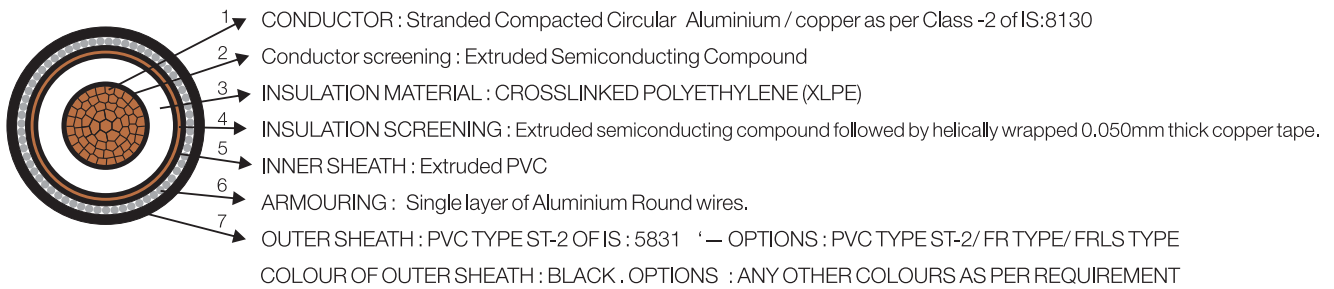 1 CONDUCTOR : Stranded Compacted Circular Aluminium / copper as per Class -2 of IS:8130
2 Conductor screening : Extruded Semiconducting Compound
3 INSULATION MATERIAL : CROSSLINKED POLYETHYLENE (XLPE)
4 INSULATION SCREENING : Extruded semiconducting compound followed by helically wrapped 0.050mm thick copper tape.
5 INNER SHEATH : Extruded PVC
6 ARMOURING : Single layer of Aluminium Round wires.
7 OUTER SHEATH : PVC TYPE ST-2 OF IS : 5831 ‘ — OPTIONS : PVC TYPE ST-2/ FR TYPE/ FRLS TYPE
COLOUR OF OUTER SHEATH : BLACK . OPTIONS : ANY OTHER COLOURS AS PER REQUIREMENT